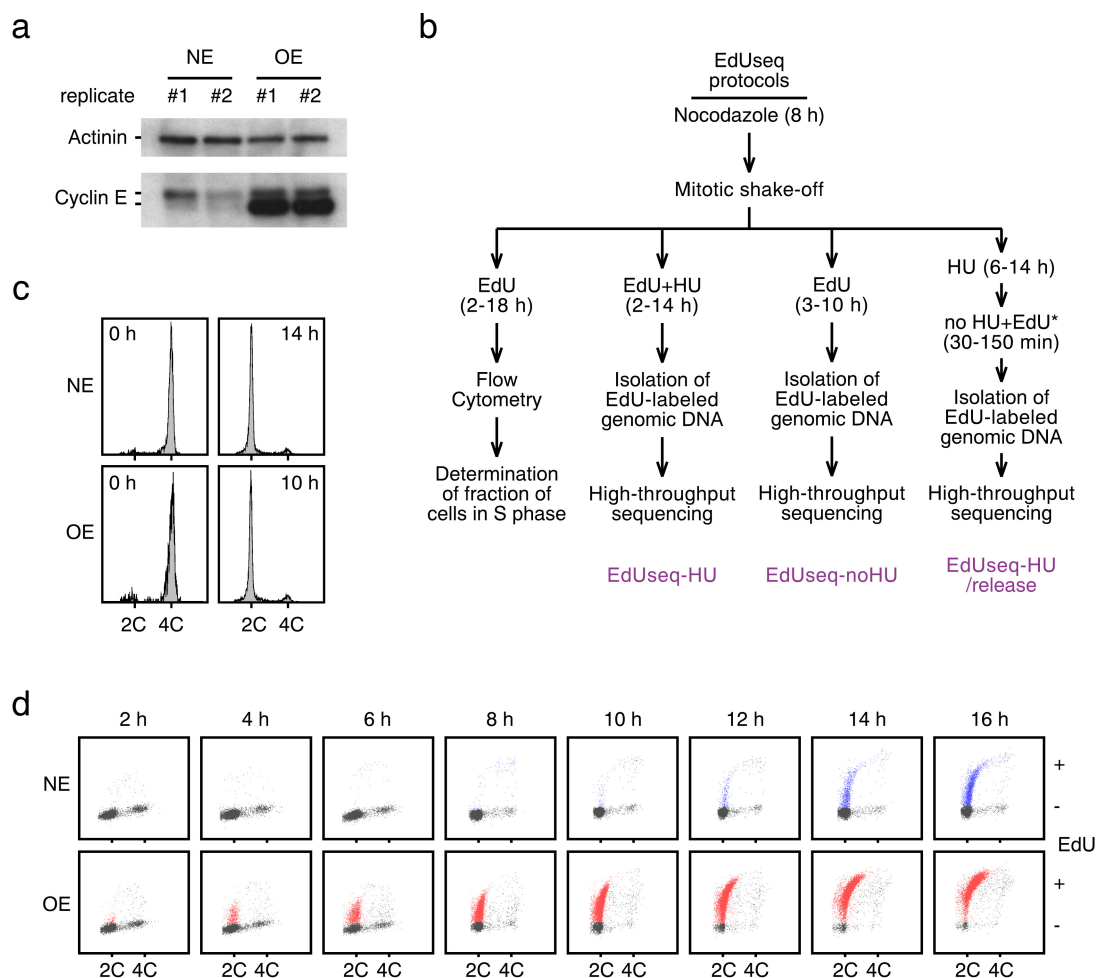 a
NE OE
replicate #1 #2 #1 #2
Actinin
Cyclin E
b
EdUseq
protocols
Nocodazole (8 h)
Mitotic shake-off
EdU
(2-18 h)
Flow
Cytometry
Determination
of fraction of
cells in S phase
EdU+HU
(2-14 h)
Isolation of
EdU-labeled
genomic DNA
High-throughput
sequencing
EdUseq-HU
EdU
(3-10 h)
Isolation of
EdU-labeled
genomic DNA
High-throughput
sequencing
EdUseq-noHU
HU (6-14 h)
no HU+EdU*
(30-150 min)
Isolation of
EdU-labeled
genomic DNA
High-throughput
sequencing
EdUseq-HU
/release
c
NE 0 h 14 h
OE 0 h 10 h
2C 4C 2C 4C
d
2 h 4 h 6 h 8 h 10 h 12 h 14 h 16 h
NE +
-
EdU
OE +
-
2C 4C 2C 4C 2C 4C 2C 4C 2C 4C 2C 4C 2C 4C 2C 4C